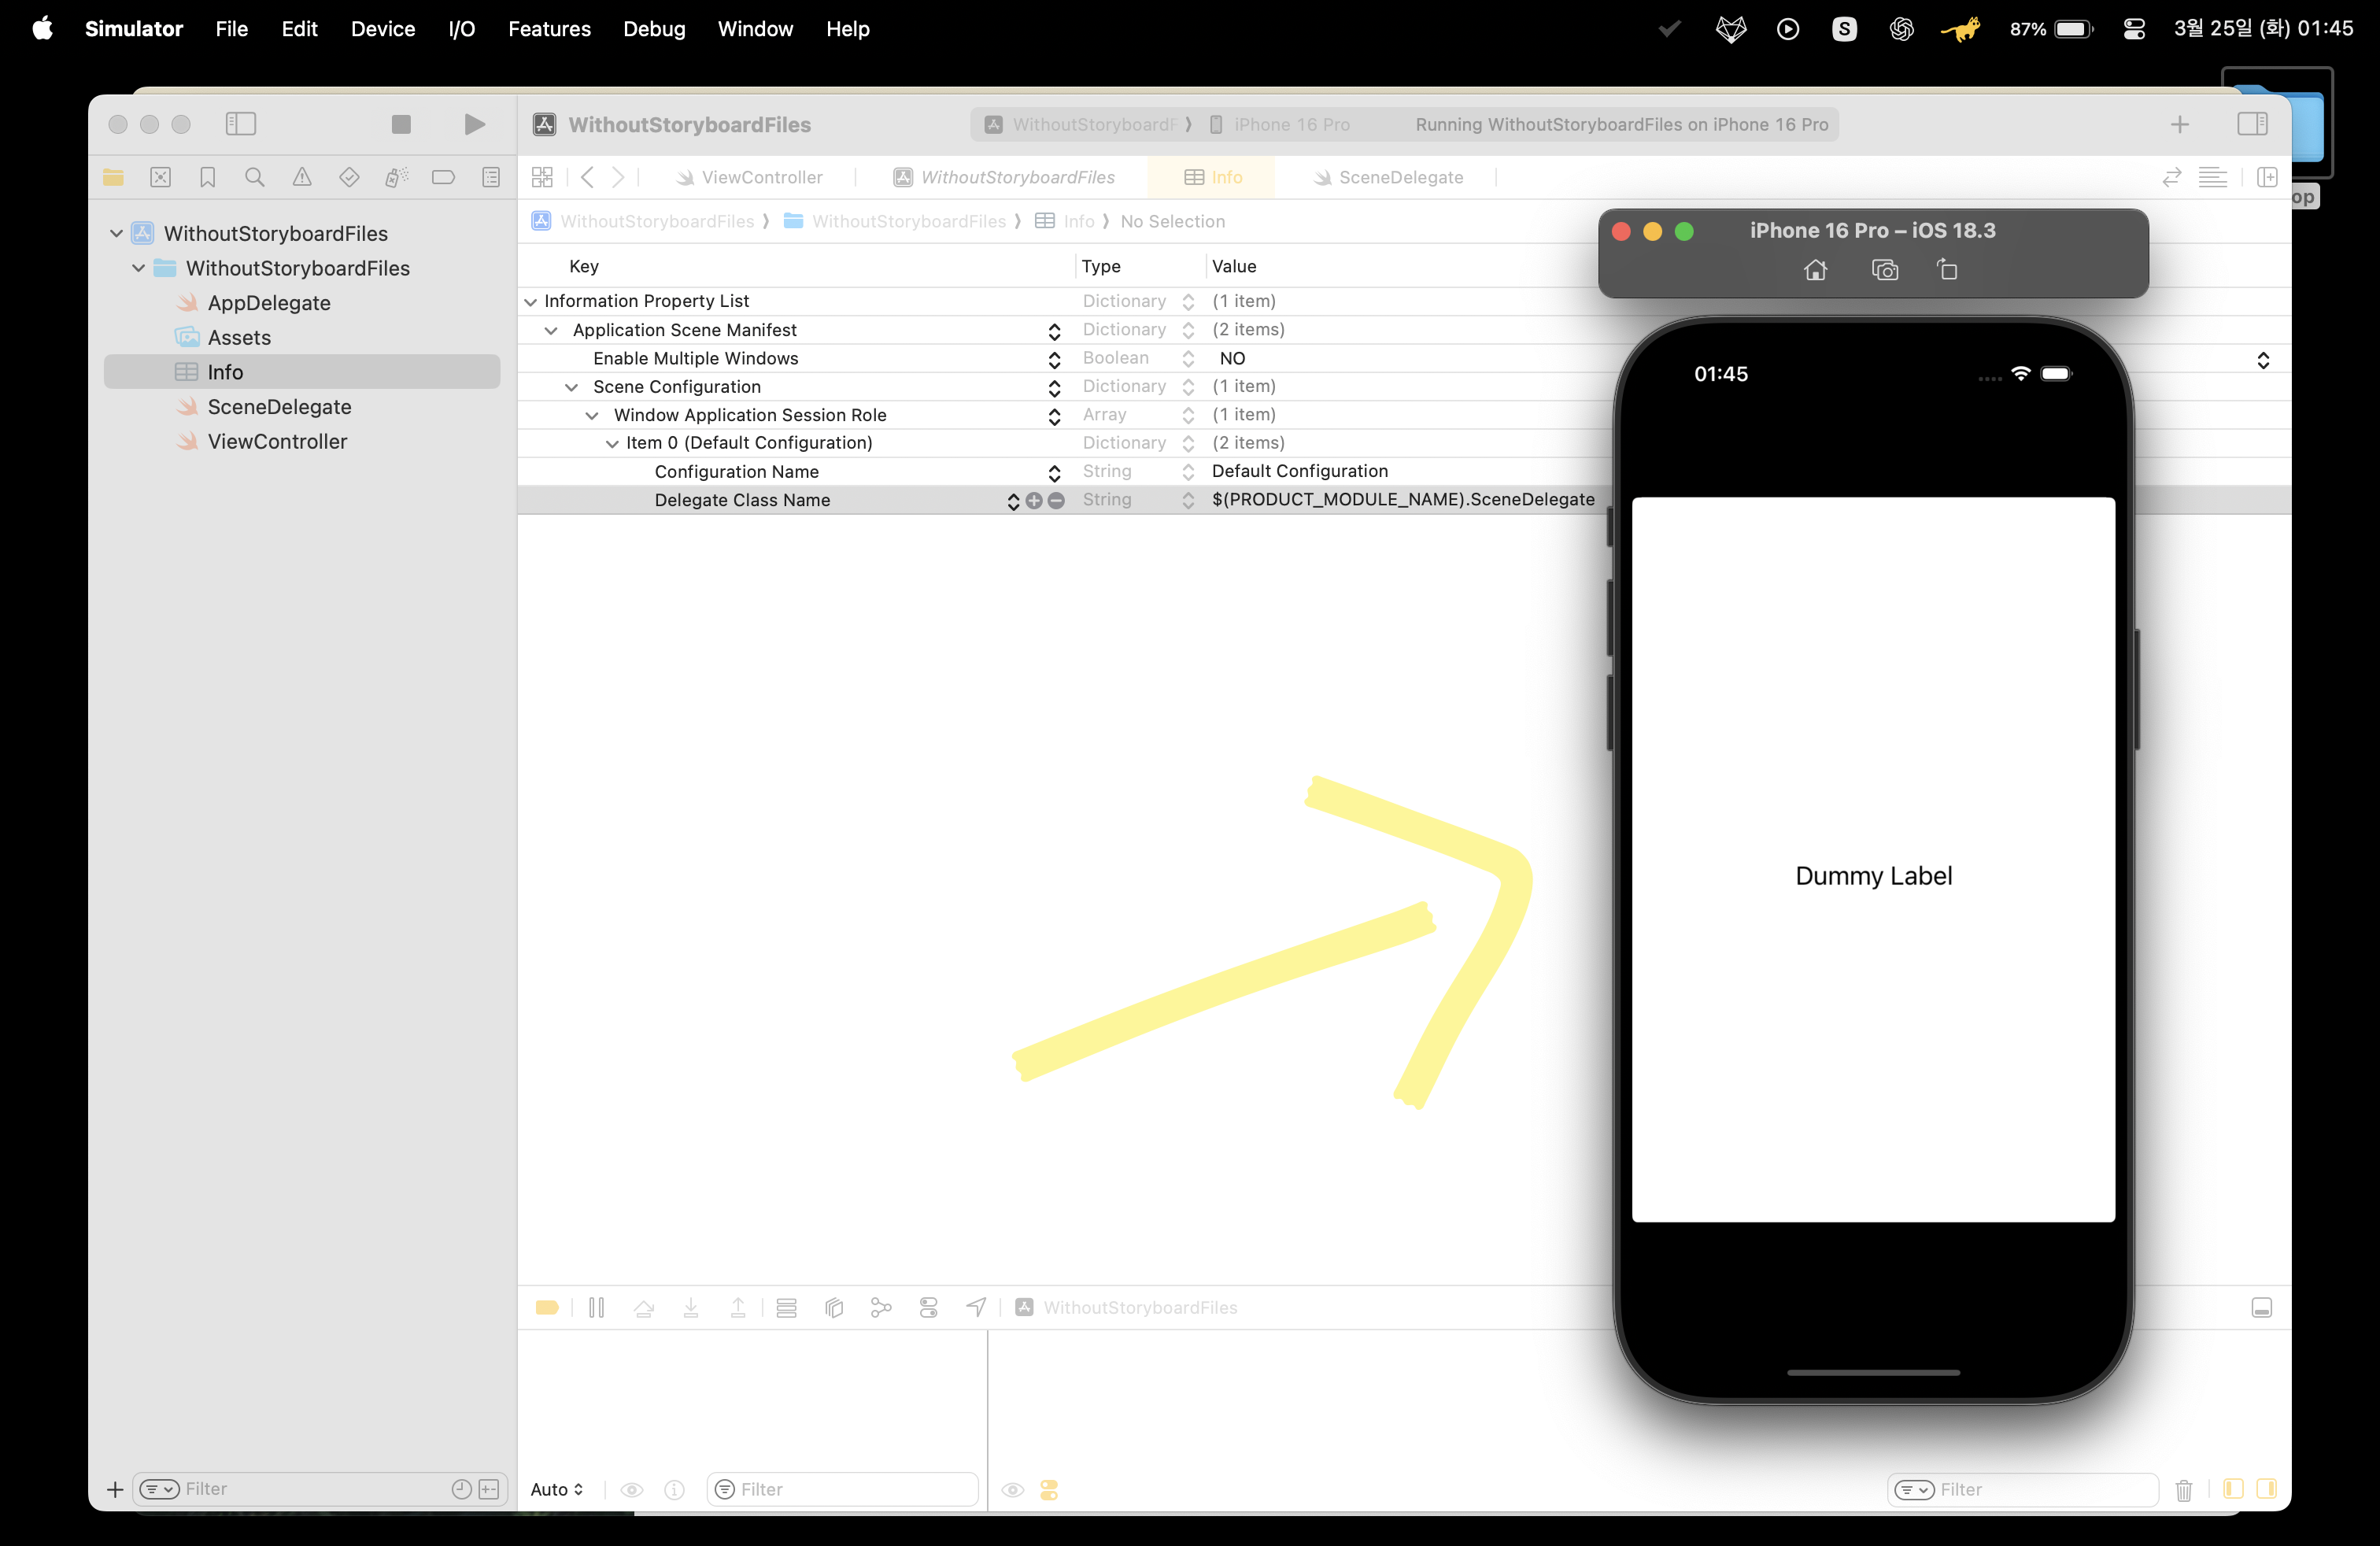 Simulator File Edit Device I/O Features Debug Window Help 87% 3월 25일 (화) 01:45
WithoutStoryboardFiles WithoutStoryboardF iPhone 16 Pro Running WithoutStoryboardFiles on iPhone 16 Pro
ViewController WithoutStoryboardFiles Info SceneDelegate
op
WithoutStoryboardFiles WithoutStoryboardFiles Info No Selection
WithoutStoryboardFiles
WithoutStoryboardFiles
AppDelegate
Assets
Info
SceneDelegate
ViewController
Key Type Value
Information Property List Dictionary (1 item)
Application Scene Manifest Dictionary (2 items)
Enable Multiple Windows Boolean NO
Scene Configuration Dictionary (1 item)
Window Application Session Role Array (1 item)
Item 0 (Default Configuration) Dictionary (2 items)
Configuration Name String Default Configuration
Delegate Class Name String $(PRODUCT_MODULE_NAME).SceneDelegate
iPhone 16 Pro – iOS 18.3
01:45
Dummy Label
WithoutStoryboardFiles
Filter Auto Filter Filter